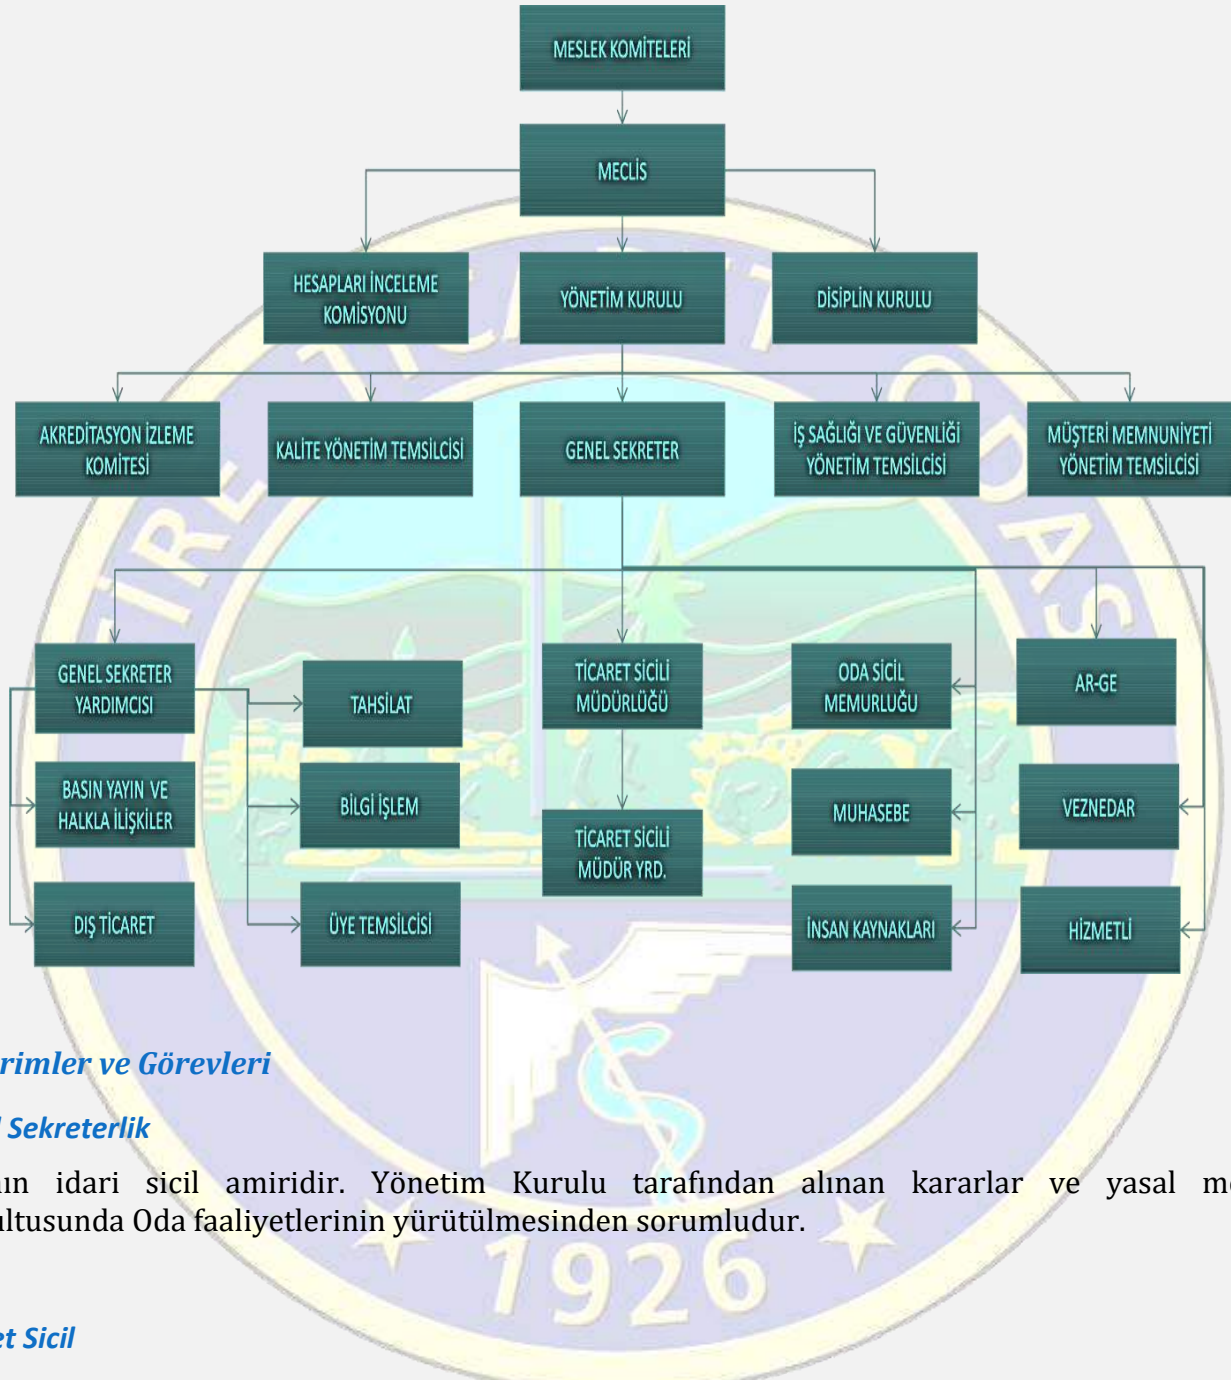 MESLEK KOMİTELERİ
MECLİS
HESAPLARI İNCELEME
KOMİSYONU
YÖNETİM KURULU
DİSİPLİN KURULU
AKREDİTASYON İZLEME
KOMİTESİ
KALİTE YÖNETİM TEMSİLCİSİ
GENEL SEKRETER
İŞ SAĞLIĞI VE GÜVENLİĞİ
YÖNETİM TEMSİLCİSİ
MÜŞTERİ MEMNUNİYETİ
YÖNETİM TEMSİLCİSİ
GENEL SEKRETER
YARDIMCISI
TAHSİLAT
TİCARET SİCİLİ
MÜDÜRLÜĞÜ
ODA SİCİL
MEMURLUĞU
AR-GE
BASIN YAYIN VE
HALKLA İLİŞKİLER
BİLGİ İŞLEM
TİCARET SİCİLİ
MÜDÜR YRD.
MUHASEBE
VEZNEDAR
DIŞ TİCARET
ÜYE TEMSİLCİSİ
İNSAN KAYNAKLARI
HİZMETLİ
TİRE TİCARET ODASI
rimler ve Görevleri
Sekreterlik
ın idari sicil amiridir. Yönetim Kurulu tarafından alınan kararlar ve yasal
ultusunda Oda faaliyetlerinin yürütülmesinden sorumludur.
1926
et Sicil